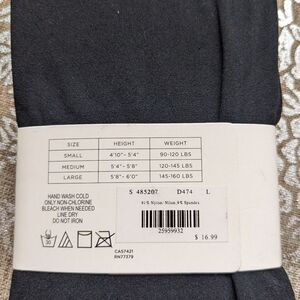 SIZE HEIGHT WEIGHT
SMALL 4'10"- 5'4" 90-120 LBS
MEDIUM 5'4"- 5'8" 120-145 LBS
LARGE 5'8"- 6'0" 145-160 LBS
HAND WASH COLD
ONLY NON-CHLORINE
BLEACH WHEN NEEDED
LINE DRY
DO NOT IRON
30
CA57421
RN77379
S 485207 D474 L
25959932
$ 16.99